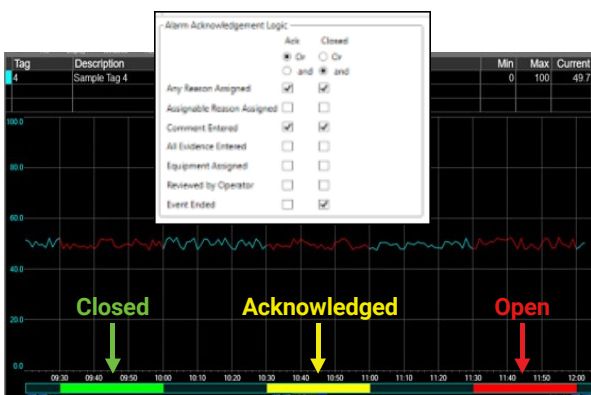 Alarm Acknowledgement Logic
Ack Closed
Or Or
and and
Any Reason Assigned
Assignable Reason Assigned
Comment Entered
All Evidence Entered
Equipment Assigned
Reviewed by Operator
Event Ended
Tag Description Min Max Current
4 Sample Tag 4 0 100 49.7
100.0
80.0
60.0
40.0
20.0
0.0
Closed Acknowledged Open
09:30 09:40 09:50 10:00 10:10 10:20 10:30 10:40 10:50 11:00 11:10 11:20 11:30 11:40 11:50 12:00